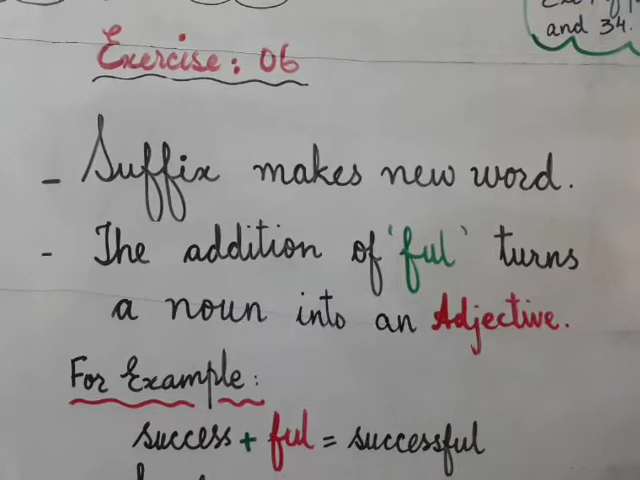 and 34.
Exercise: 06
- Suffix makes new word.
- The addition of 'ful' turns
a noun into an Adjective.
For Example:
success + ful = successful